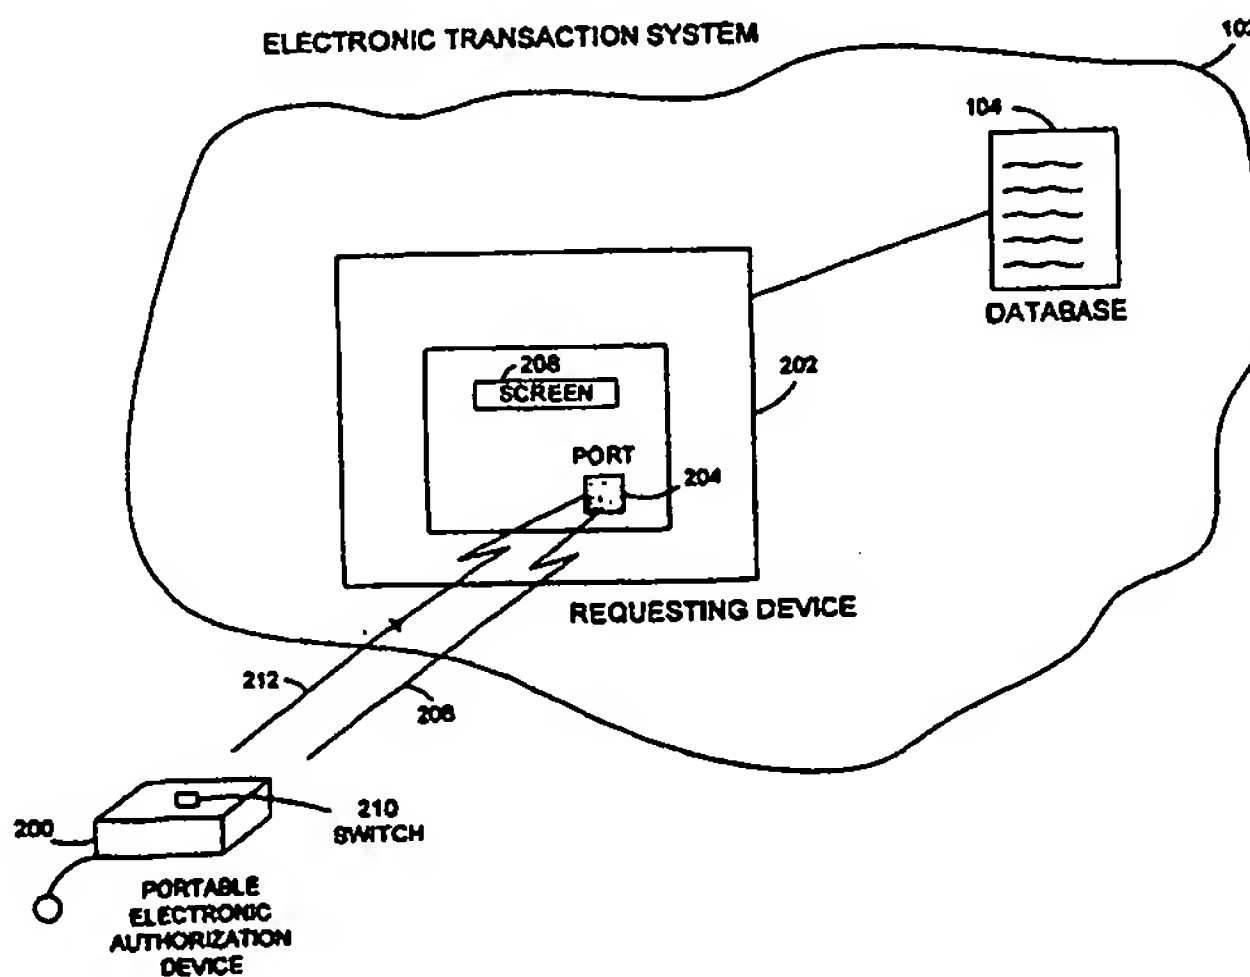 ELECTRONIC TRANSACTION SYSTEM
104
DATABASE
208
SCREEN
202
PORT
204
REQUESTING DEVICE
212
208
200
210
SWITCH
PORTABLE
ELECTRONIC
AUTHORIZATION
DEVICE